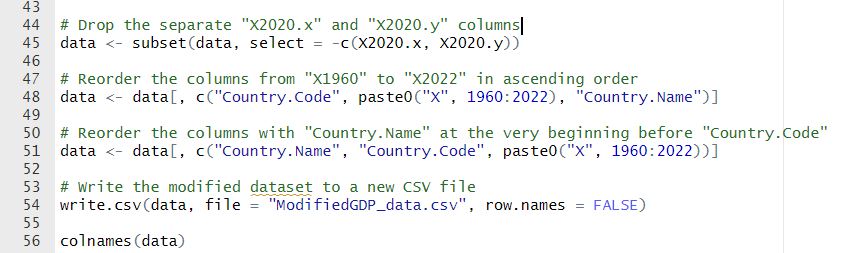 43
44 # Drop the separate "X2020.x" and "X2020.y" columns
45 data <- subset(data, select = -c(X2020.x, X2020.y))
46
47 # Reorder the columns from "X1960" to "X2022" in ascending order
48 data <- data[, c("Country.Code", paste0("X", 1960:2022), "Country.Name")]
49
50 # Reorder the columns with "Country.Name" at the very beginning before "Country.Code"
51 data <- data[, c("Country.Name", "Country.Code", paste0("X", 1960:2022))]
52
53 # Write the modified dataset to a new CSV file
54 write.csv(data, file = "ModifiedGDP_data.csv", row.names = FALSE)
55
56 colnames(data)